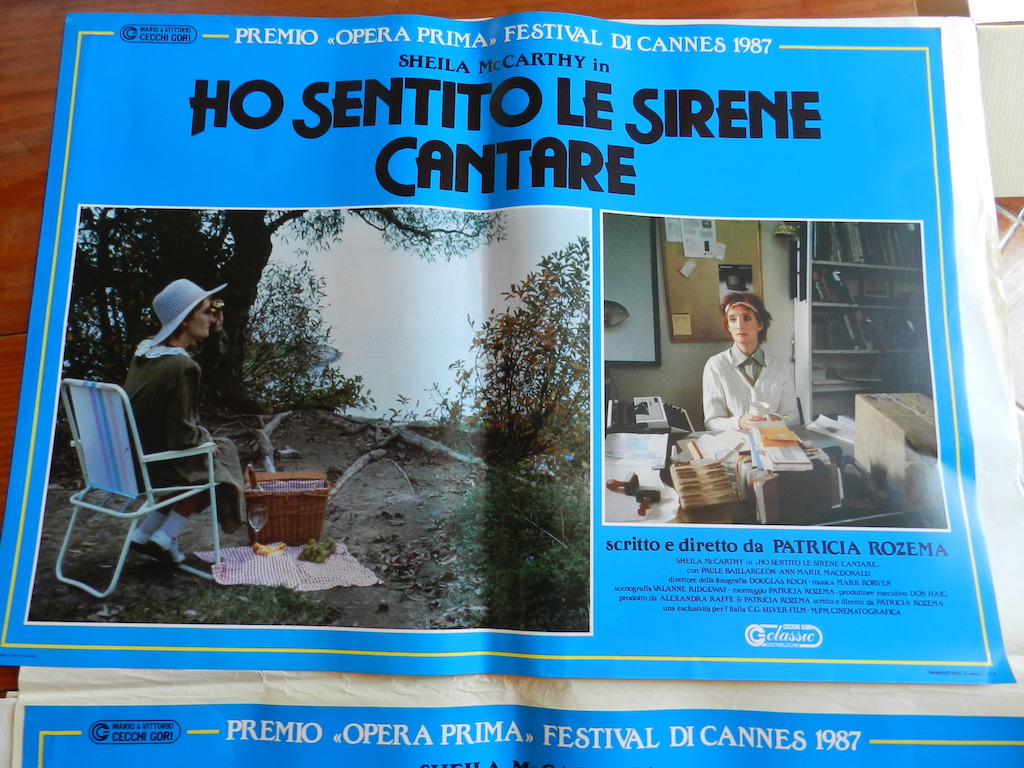 MARIO & VITTORIO
CECCHI GORI
PREMIO «OPERA PRIMA» FESTIVAL DI CANNES 1987
SHEILA McCARTHY in
HO SENTITO LE SIRENE
CANTARE
scritto e diretto da PATRICIA ROZEMA
SHEILA McCARTHY in «HO SENTITO LE SIRENE CANTARE»
con PAULE BAILLARGEON · ANN-MARIE MACDONALD
direttore della fotografia DOUGLAS KOCH · musica MARK KORVEN
scenografia VALANNE RIDGEWAY · montaggio PATRICIA ROZEMA · produttore esecutivo DON HAIG
prodotto da ALEXANDRA RAFFE & PATRICIA ROZEMA scritto e diretto da PATRICIA ROZEMA
una esclusività per l'Italia C.G. SILVER FILM - M.P.M. CINEMATOGRAFICA
CECCHI GORI
classic
DISTRIBUZIONE
MARIO & VITTORIO
CECCHI GORI
PREMIO «OPERA PRIMA» FESTIVAL DI CANNES 1987